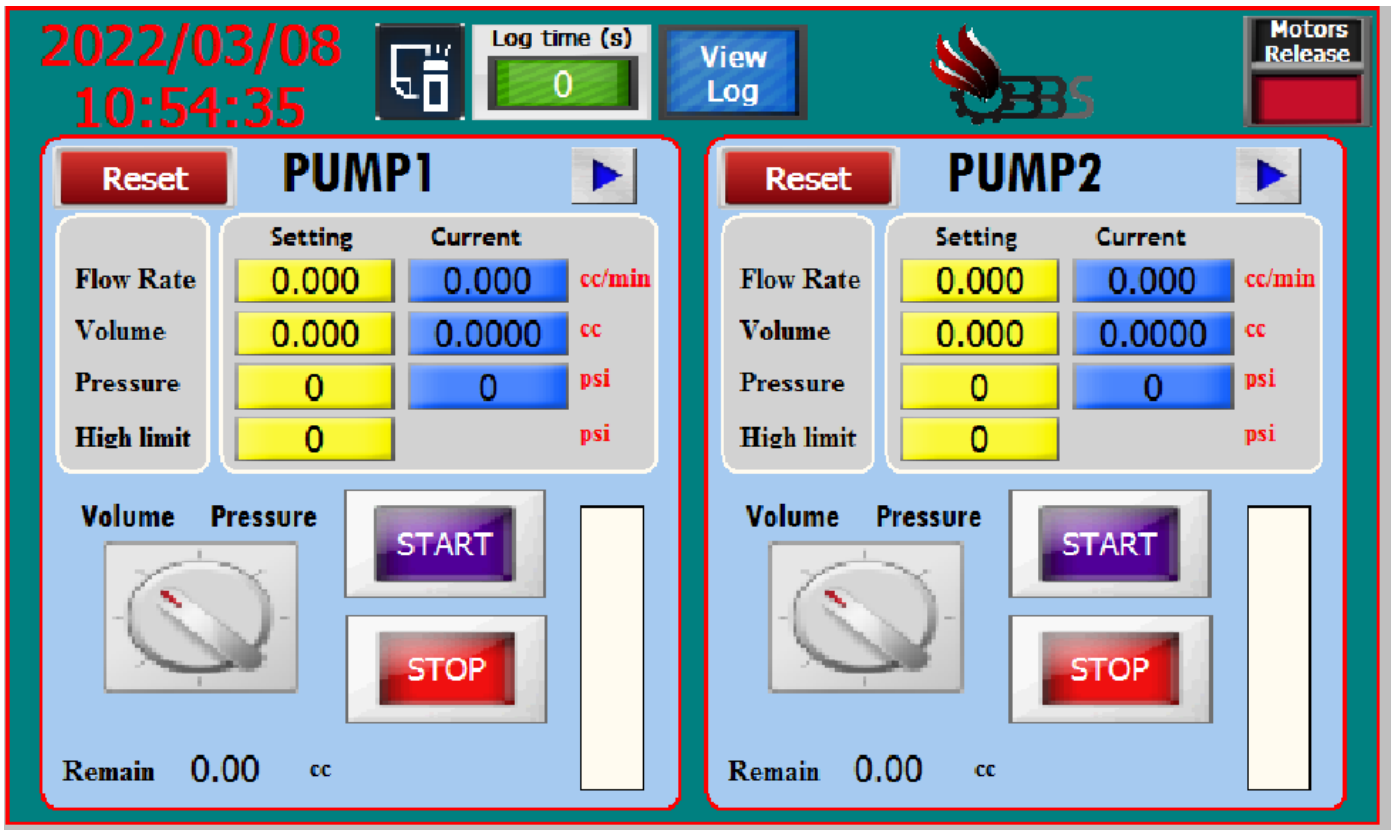 2022/03/08
10:54:35
Log time (s)
0
View
Log
BBS
Motors
Release
Reset
PUMP1
Setting Current
Flow Rate 0.000 0.000 cc/min
Volume 0.000 0.0000 cc
Pressure 0 0 psi
High limit 0 psi
Volume Pressure
START
STOP
Remain 0.00 cc
Reset
PUMP2
Setting Current
Flow Rate 0.000 0.000 cc/min
Volume 0.000 0.0000 cc
Pressure 0 0 psi
High limit 0 psi
Volume Pressure
START
STOP
Remain 0.00 cc